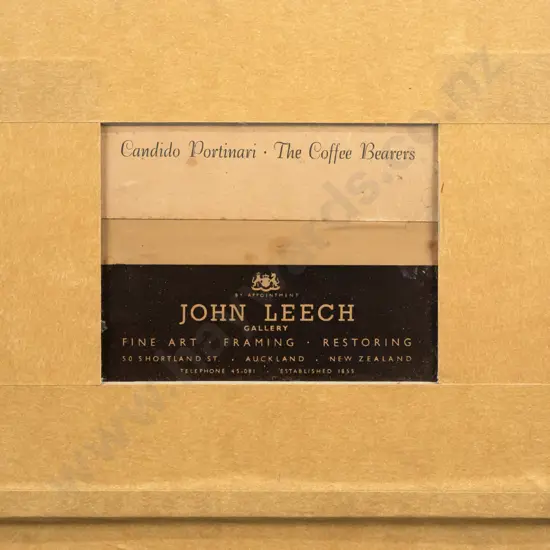 Candido Portinari · The Coffee Bearers
BY APPOINTMENT
JOHN LEECH
GALLERY
FINE ART · FRAMING · RESTORING
50 SHORTLAND ST. · AUCKLAND · NEW ZEALAND
TELEPHONE 45-081 · ESTABLISHED 1855